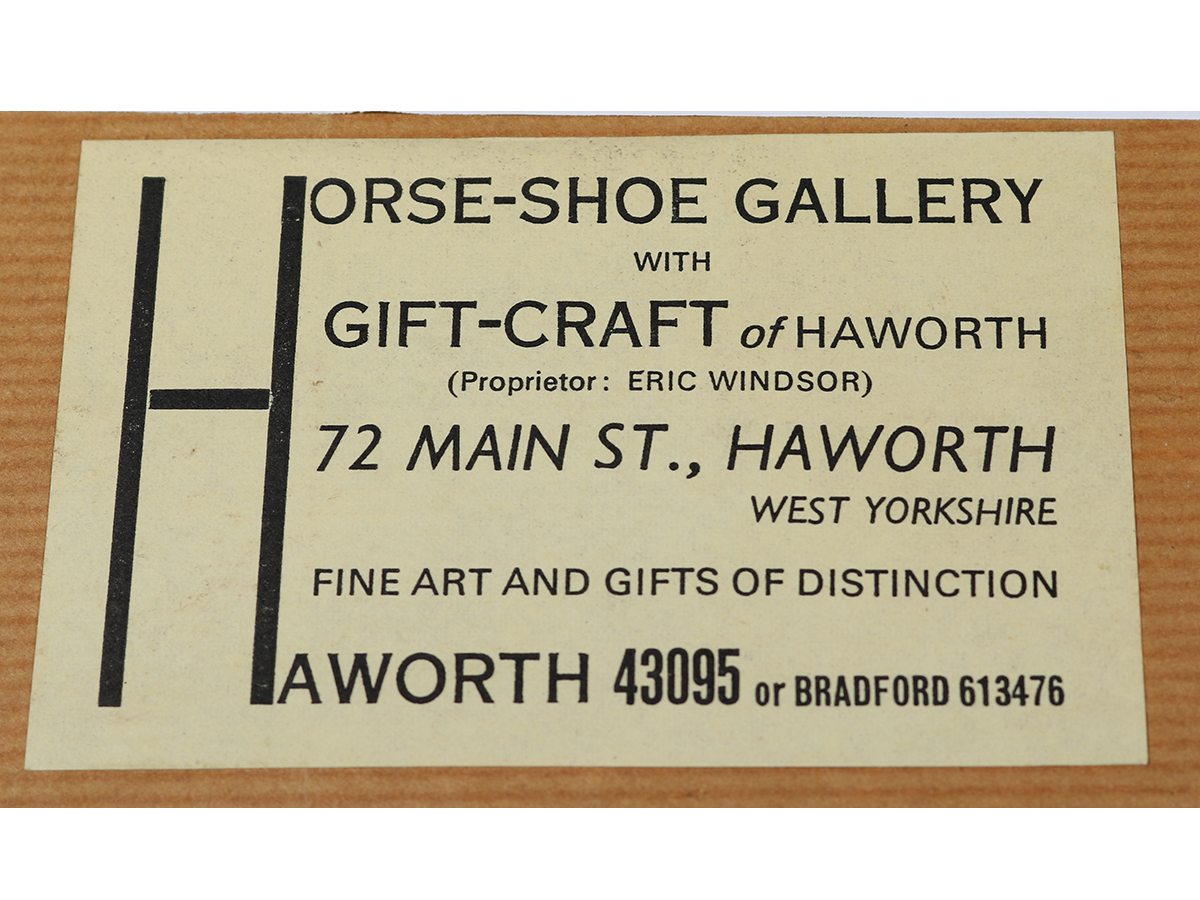 HORSE-SHOE GALLERY
WITH
GIFT-CRAFT of HAWORTH
(Proprietor: ERIC WINDSOR)
72 MAIN ST., HAWORTH
WEST YORKSHIRE
FINE ART AND GIFTS OF DISTINCTION
HAWORTH 43095 or BRADFORD 613476